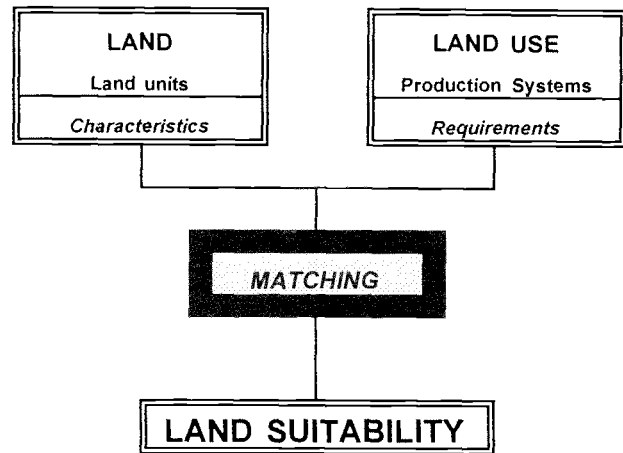 LAND
Land units
Characteristics
LAND USE
Production Systems
Requirements
MATCHING
LAND SUITABILITY